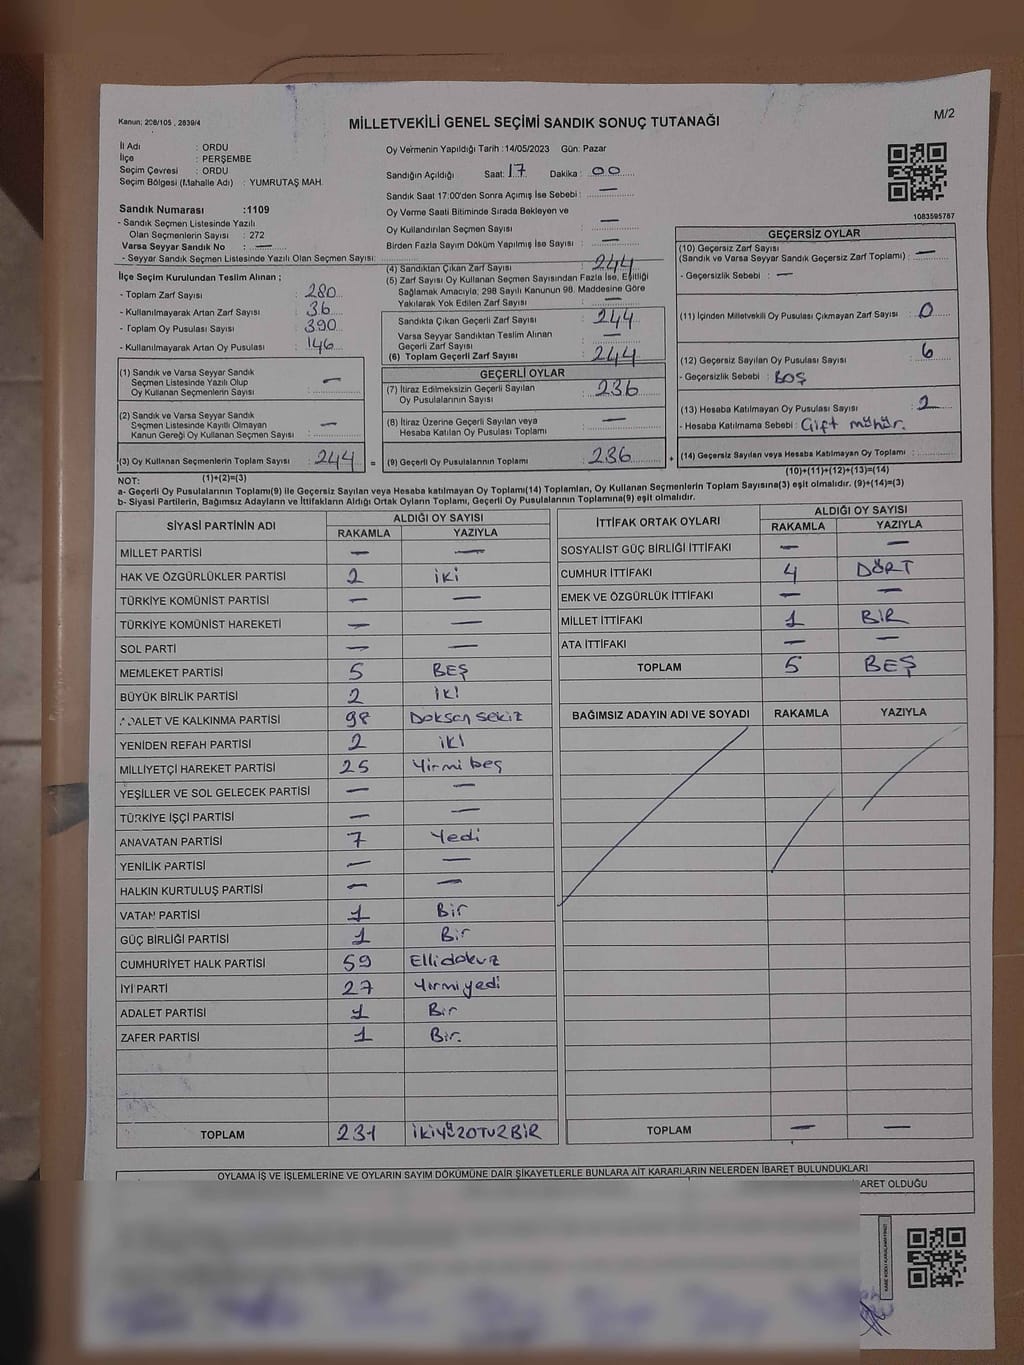 Kanun; 298/105 , 2839/4
MİLLETVEKİLİ GENEL SEÇİMİ SANDIK SONUÇ TUTANAĞI
M/2
İl Adı : ORDU
İlçe : PERŞEMBE
Seçim Çevresi : ORDU
Seçim Bölgesi (Mahalle Adı) : YUMRUTAŞ MAH.
Sandık Numarası :1109
- Sandık Seçmen Listesinde Yazılı
Olan Seçmenlerin Sayısı : 272
Varsa Seyyar Sandık No : —
- Seyyar Sandık Seçmen Listesinde Yazılı Olan Seçmen Sayısı:
Oy Vermenin Yapıldığı Tarih :14/05/2023 Gün: Pazar
Sandığın Açıldığı Saat: 17 Dakika : 00
Sandık Saat 17:00'den Sonra Açımış İse Sebebi : —
Oy Verme Saati Bitiminde Sırada Bekleyen ve
Oy Kullandırılan Seçmen Sayısı : —
Birden Fazla Sayım Döküm Yapılmış İse Sayısı : —
1083595767
İlçe Seçim Kurulundan Teslim Alınan ;
- Toplam Zarf Sayısı : 280
- Kullanılmayarak Artan Zarf Sayısı : 36
- Toplam Oy Pusulası Sayısı : 390
- Kullanılmayarak Artan Oy Pusulası : 146
(4) Sandıktan Çıkan Zarf Sayısı : 244
(5) Zarf Sayısı Oy Kullanan Seçmen Sayısından Fazla İse, Eşitliği
Sağlamak Amacıyla; 298 Sayılı Kanunun 98. Maddesine Göre
Yakılarak Yok Edilen Zarf Sayısı : —
Sandıkta Çıkan Geçerli Zarf Sayısı : 244
Varsa Seyyar Sandıktan Teslim Alınan
Geçerli Zarf Sayısı : —
(6) Toplam Geçerli Zarf Sayısı : 244
GEÇERSİZ OYLAR
(10) Geçersiz Zarf Sayısı
(Sandık ve Varsa Seyyar Sandık Geçersiz Zarf Toplamı) : —
- Geçersizlik Sebebi : —
(11) İçinden Milletvekili Oy Pusulası Çıkmayan Zarf Sayısı : 0
(12) Geçersiz Sayılan Oy Pusulası Sayısı : 6
- Geçersizlik Sebebi : BOŞ
(13) Hesaba Katılmayan Oy Pusulası Sayısı : 2
- Hesaba Katılmama Sebebi : Çift mühür.
(14) Geçersiz Sayılan veya Hesaba Katılmayan Oy Toplamı :
(10)+(11)+(12)+(13)=(14)
(1) Sandık ve Varsa Seyyar Sandık
Seçmen Listesinde Yazılı Olup
Oy Kullanan Seçmenlerin Sayısı : —
(2) Sandık ve Varsa Seyyar Sandık
Seçmen Listesinde Kayıtlı Olmayan
Kanun Gereği Oy Kullanan Seçmen Sayısı : —
(3) Oy Kullanan Seçmenlerin Toplam Sayısı : 244 =
(1)+(2)=(3)
GEÇERLİ OYLAR
(7) İtiraz Edilmeksizin Geçerli Sayılan
Oy Pusulalarının Sayısı : 236
(8) İtiraz Üzerine Geçerli Sayılan veya
Hesaba Katılan Oy Pusulası Toplamı : —
(9) Geçerli Oy Pusulalarının Toplamı : 236 +
NOT:
a- Geçerli Oy Pusulalarının Toplamı(9) ile Geçersiz Sayılan veya Hesaba katılmayan Oy Toplamı(14) Toplamları, Oy Kullanan Seçmenlerin Toplam Sayısına(3) eşit olmalıdır. (9)+(14)=(3)
b- Siyasi Partilerin, Bağımsız Adayların ve İttifakların Aldığı Ortak Oyların Toplamı, Geçerli Oy Pusulalarının Toplamına(9) eşit olmalıdır.
SİYASİ PARTİNİN ADI ALDIĞI OY SAYISI
RAKAMLA YAZIYLA
MİLLET PARTİSİ — —
HAK VE ÖZGÜRLÜKLER PARTİSİ 2 iki
TÜRKİYE KOMÜNİST PARTİSİ — —
TÜRKİYE KOMÜNİST HAREKETİ — —
SOL PARTİ — —
MEMLEKET PARTİSİ 5 BEŞ
BÜYÜK BİRLİK PARTİSİ 2 iki
ADALET VE KALKINMA PARTİSİ 98 Doksan sekiz
YENİDEN REFAH PARTİSİ 2 iki
MİLLİYETÇİ HAREKET PARTİSİ 25 Yirmi beş
YEŞİLLER VE SOL GELECEK PARTİSİ — —
TÜRKİYE İŞÇİ PARTİSİ — —
ANAVATAN PARTİSİ 7 Yedi
YENİLİK PARTİSİ — —
HALKIN KURTULUŞ PARTİSİ — —
VATAN PARTİSİ 1 Bir
GÜÇ BİRLİĞİ PARTİSİ 1 Bir
CUMHURİYET HALK PARTİSİ 59 Ellidokuz
İYİ PARTİ 27 Yirmiyedi
ADALET PARTİSİ 1 Bir
ZAFER PARTİSİ 1 Bir.
TOPLAM 231 İKİYÜZOTUZBİR
İTTİFAK ORTAK OYLARI ALDIĞI OY SAYISI
RAKAMLA YAZIYLA
SOSYALİST GÜÇ BİRLİĞİ İTTİFAKI — —
CUMHUR İTTİFAKI 4 DÖRT
EMEK VE ÖZGÜRLÜK İTTİFAKI — —
MİLLET İTTİFAKI 1 BİR
ATA İTTİFAKI — —
TOPLAM 5 BEŞ
BAĞIMSIZ ADAYIN ADI VE SOYADI RAKAMLA YAZIYLA
TOPLAM — —
OYLAMA İŞ VE İŞLEMLERİNE VE OYLARIN SAYIM DÖKÜMÜNE DAİR ŞİKAYETLERLE BUNLARA AİT KARARLARIN NELERDEN İBARET BULUNDUKLARI
ARET OLDUĞU